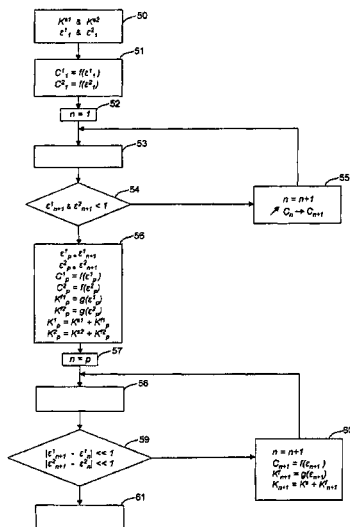 50
K^s1 & K^s2
ε^1_1 & ε^2_1
51
C^1_1 = f(ε^1_1)
C^2_1 = f(ε^2_1)
52
n = 1
53
54
ε^1_n+1 & ε^2_n+1 < 1
55
n = n+1
↗ C_n → C_n+1
56
ε^1_p = ε^1_n+1
ε^2_p = ε^2_n+1
C^1_p = f(ε^1_p)
C^2_p = f(ε^2_p)
K^f1_p = g(ε^1_p)
K^f2_p = g(ε^2_p)
K^1_p = K^s1 + K^f1_p
K^2_p = K^s2 + K^f2_p
57
n = p
58
59
|ε^1_n+1 - ε^1_n| << 1
|ε^2_n+1 - ε^2_n| << 1
n = n+1
C_n+1 = f(ε_n+1)
K^f_n+1 = g(ε_n+1)
K_n+1 = K^s + K^f_n+1
61